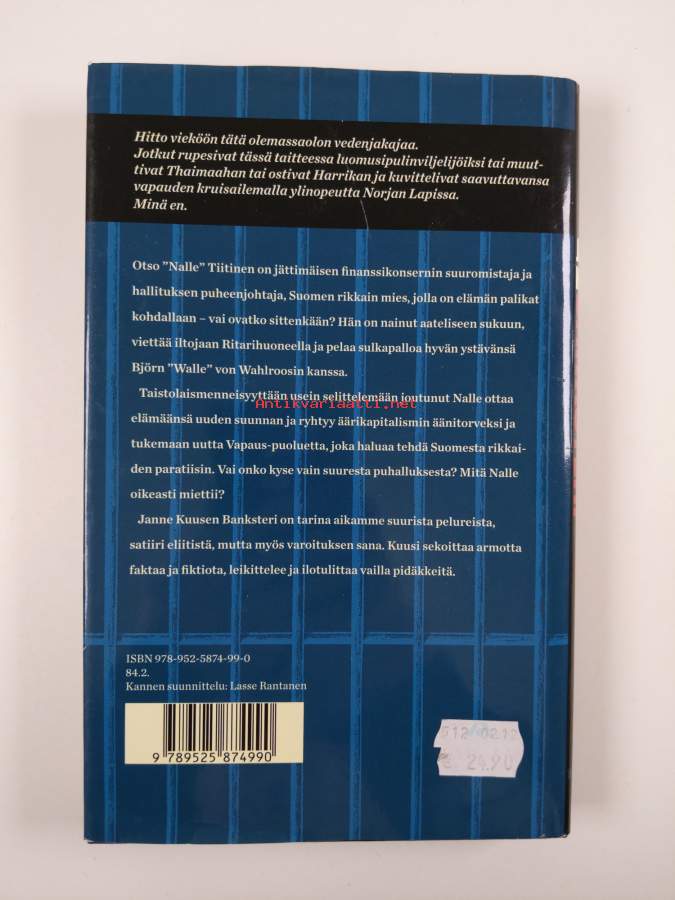 Hitto vieköön tätä olemassaolon vedenjakajaa.
Jotkut rupesivat tässä taitteessa luomusipulinviljelijöiksi tai muut-
tivat Thaimaahan tai ostivat Harrikan ja kuvittelivat saavuttavansa
vapauden kruisailemalla ylinopeutta Norjan Lapissa.
Minä en.
Otso ”Nalle” Tiitinen on jättimäisen finanssikonsernin suuromistaja ja
hallituksen puheenjohtaja, Suomen rikkain mies, jolla on elämän palikat
kohdallaan – vai ovatko sittenkään? Hän on nainut aateliseen sukuun,
viettää iltojaan Ritarihuoneella ja pelaa sulkapalloa hyvän ystävänsä
Björn ”Walle” von Wahlroosin kanssa.
Taistolaismenneisyyttään usein selittelemään joutunut Nalle ottaa
Antikvariaatti.net
elämäänsä uuden suunnan ja ryhtyy äärikapitalismin äänitorveksi ja
tukemaan uutta Vapaus-puoluetta, joka haluaa tehdä Suomesta rikkai-
den paratiisin. Vai onko kyse vain suuresta puhalluksesta? Mitä Nalle
oikeasti miettii?
Janne Kuusen Banksteri on tarina aikamme suurista pelureista,
satiiri eliitistä, mutta myös varoituksen sana. Kuusi sekoittaa armotta
faktaa ja fiktiota, leikittelee ja ilotulittaa vailla pidäkkeitä.
ISBN 978-952-5874-99-0
84.2.
Kannen suunnittelu: Lasse Rantanen
9 789525 874990
24.90